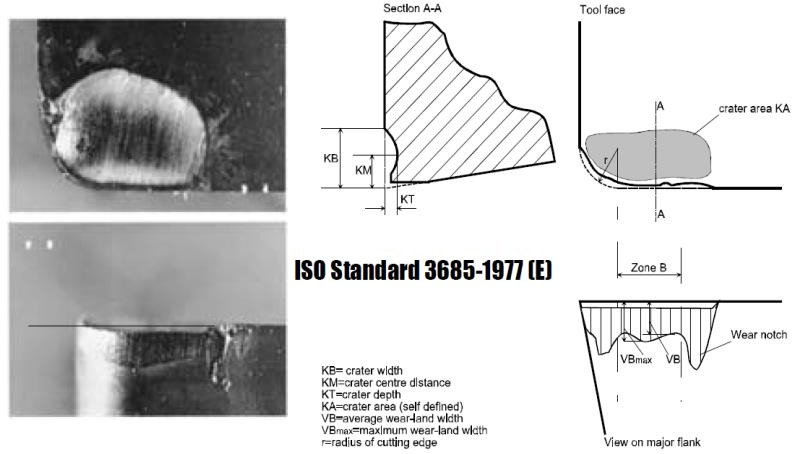 Section A-A
Tool face
A
crater area KA
r
KB
KM
KT
A
Zone B
ISO Standard 3685-1977 (E)
Wear notch
VBmax
VB
KB= crater width
KM=crater centre distance
KT=crater depth
KA=crater area (self defined)
VB=average wear-land width
VBmax=maximum wear-land width
r=radius of cutting edge
View on major flank